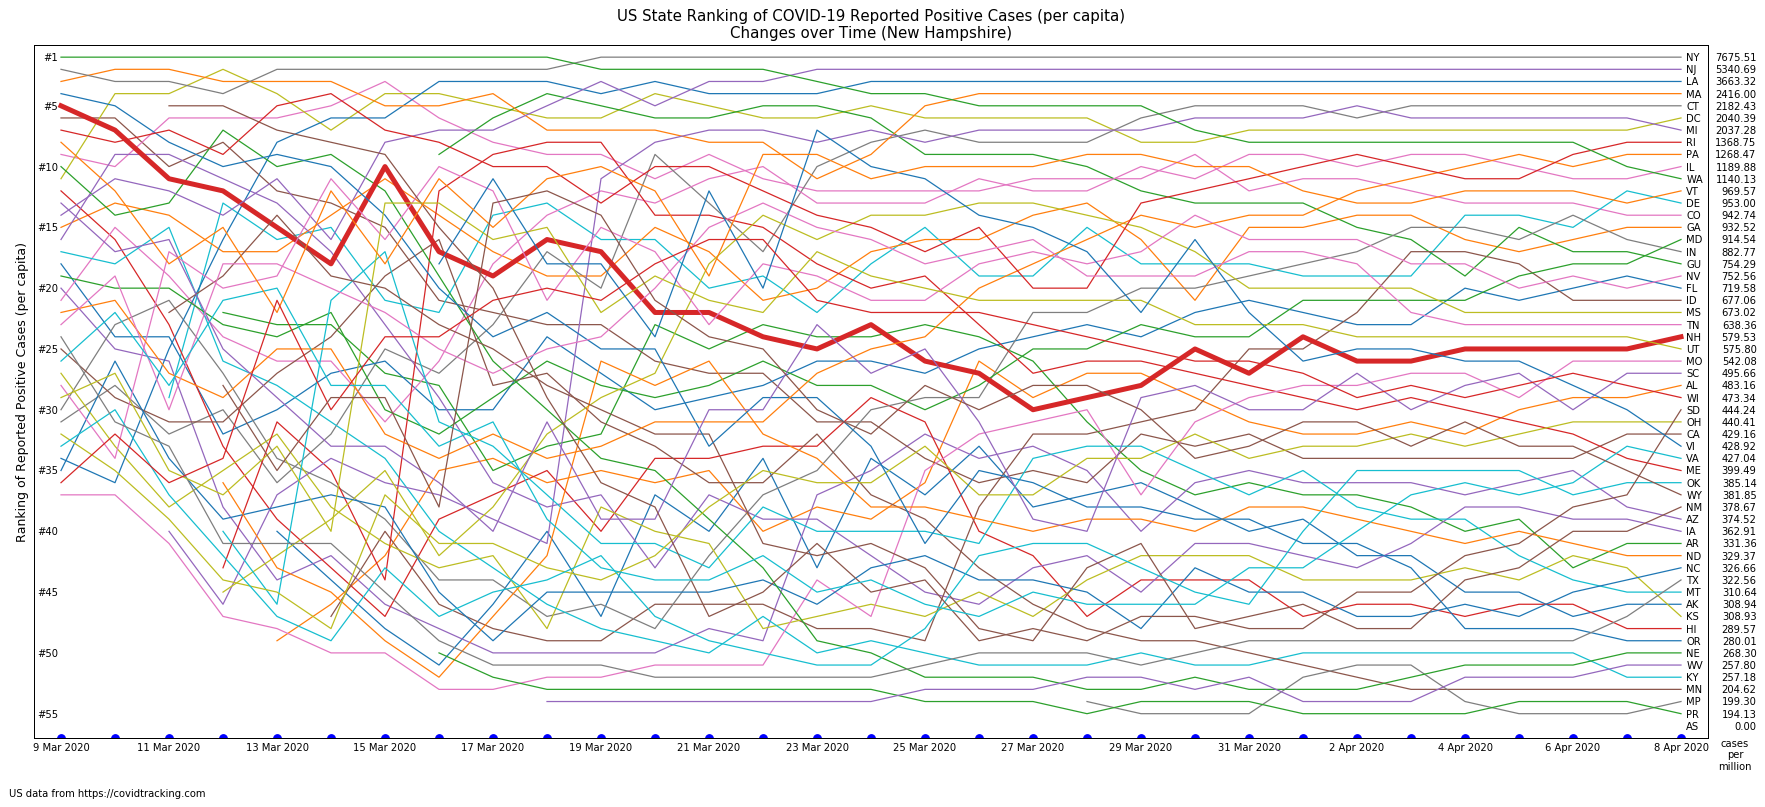 US State Ranking of COVID-19 Reported Positive Cases (per capita)
Changes over Time (New Hampshire)
Ranking of Reported Positive Cases (per capita)
#1
#5
#10
#15
#20
#25
#30
#35
#40
#45
#50
#55
NY 7675.51
NJ 5340.69
LA 3663.32
MA 2416.00
CT 2182.43
DC 2040.39
MI 2037.28
RI 1368.75
PA 1268.47
IL 1189.88
WA 1140.13
VT 969.57
DE 953.00
CO 942.74
GA 932.52
MD 914.54
IN 882.77
GU 754.29
NV 752.56
FL 719.58
ID 677.06
MS 673.02
TN 638.36
NH 579.53
UT 575.80
MO 542.08
SC 495.66
AL 483.16
WI 473.34
SD 444.24
OH 440.41
CA 429.16
VI 428.92
VA 427.04
ME 399.49
OK 385.14
WY 381.85
NM 378.67
AZ 374.52
IA 362.91
AR 331.36
ND 329.37
NC 326.66
TX 322.56
MT 310.64
AK 308.94
KS 308.93
HI 289.57
OR 280.01
NE 268.30
WV 257.80
KY 257.18
MN 204.62
MP 199.30
PR 194.13
AS 0.00
9 Mar 2020 11 Mar 2020 13 Mar 2020 15 Mar 2020 17 Mar 2020 19 Mar 2020 21 Mar 2020 23 Mar 2020 25 Mar 2020 27 Mar 2020 29 Mar 2020 31 Mar 2020 2 Apr 2020 4 Apr 2020 6 Apr 2020 8 Apr 2020
cases
per
million
US data from https://covidtracking.com